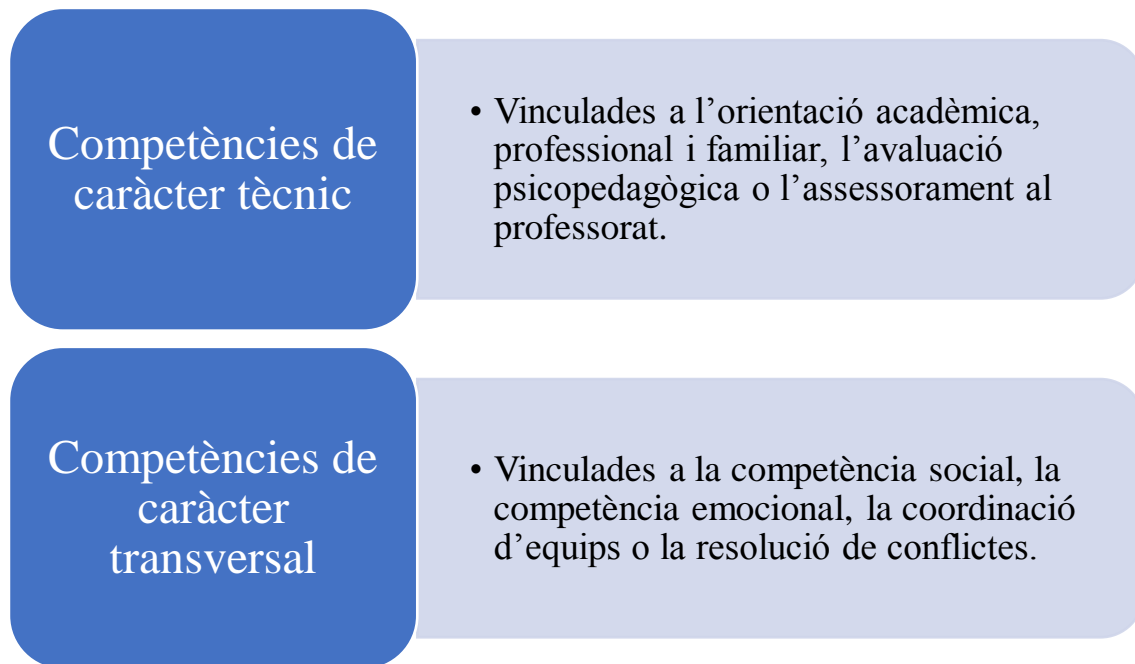 Competències de
caràcter tècnic
• Vinculades a l’orientació acadèmica,
professional i familiar, l’avaluació
psicopedagògica o l’assessorament al
professorat.
Competències de
caràcter
transversal
• Vinculades a la competència social, la
competència emocional, la coordinació
d’equips o la resolució de conflictes.